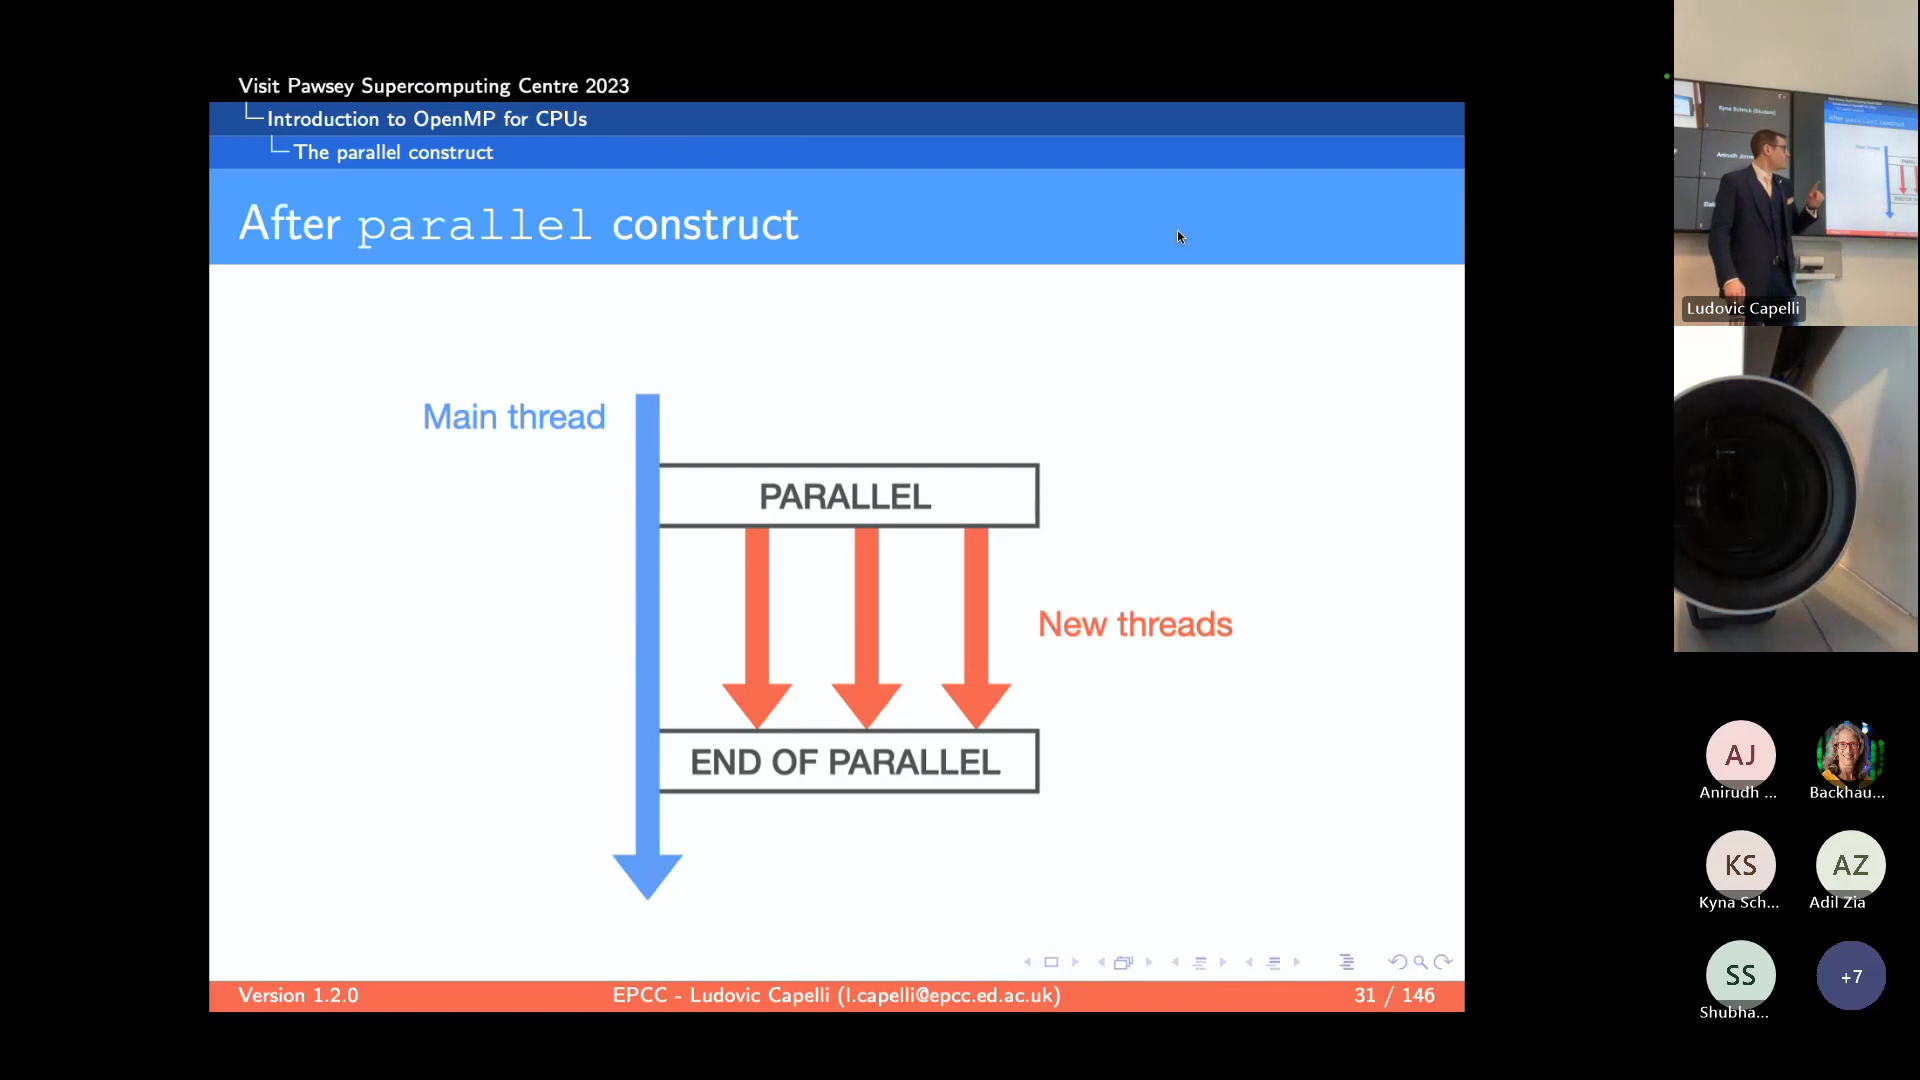 Visit Pawsey Supercomputing Centre 2023
Introduction to OpenMP for CPUs
The parallel construct
After parallel construct
Main thread
PARALLEL
New threads
END OF PARALLEL
Version 1.2.0
EPCC - Ludovic Capelli (l.capelli@epcc.ed.ac.uk)
31 / 146
Ludovic Capelli
AJ
Anirudh ...
Backhau...
KS
Kyna Sch...
AZ
Adil Zia
SS
Shubha...
+7